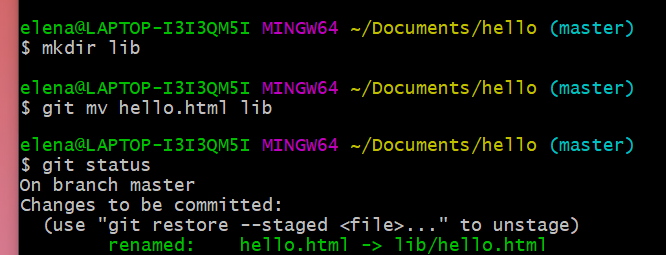 elena@LAPTOP-I3I3QM5I MINGW64 ~/Documents/hello (master)
$ mkdir lib
elena@LAPTOP-I3I3QM5I MINGW64 ~/Documents/hello (master)
$ git mv hello.html lib
elena@LAPTOP-I3I3QM5I MINGW64 ~/Documents/hello (master)
$ git status
On branch master
Changes to be committed:
  (use "git restore --staged <file>..." to unstage)
        renamed:    hello.html -> lib/hello.html